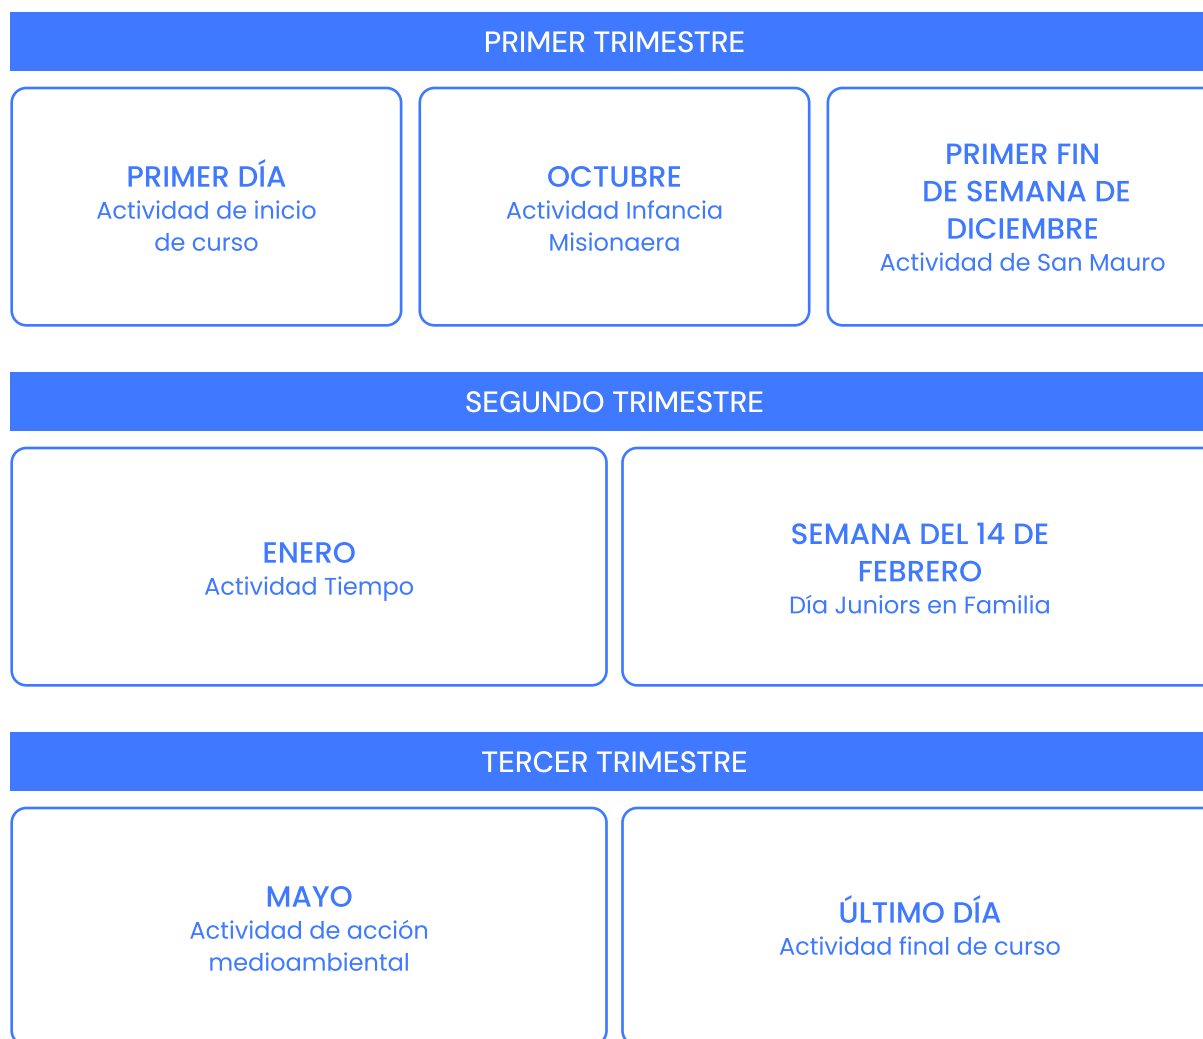 PRIMER TRIMESTRE
PRIMER DÍA
Actividad de inicio
de curso
OCTUBRE
Actividad Infancia
Misionaera
PRIMER FIN
DE SEMANA DE
DICIEMBRE
Actividad de San Mauro
SEGUNDO TRIMESTRE
ENERO
Actividad Tiempo
SEMANA DEL 14 DE
FEBRERO
Día Juniors en Familia
TERCER TRIMESTRE
MAYO
Actividad de acción
medioambiental
ÚLTIMO DÍA
Actividad final de curso